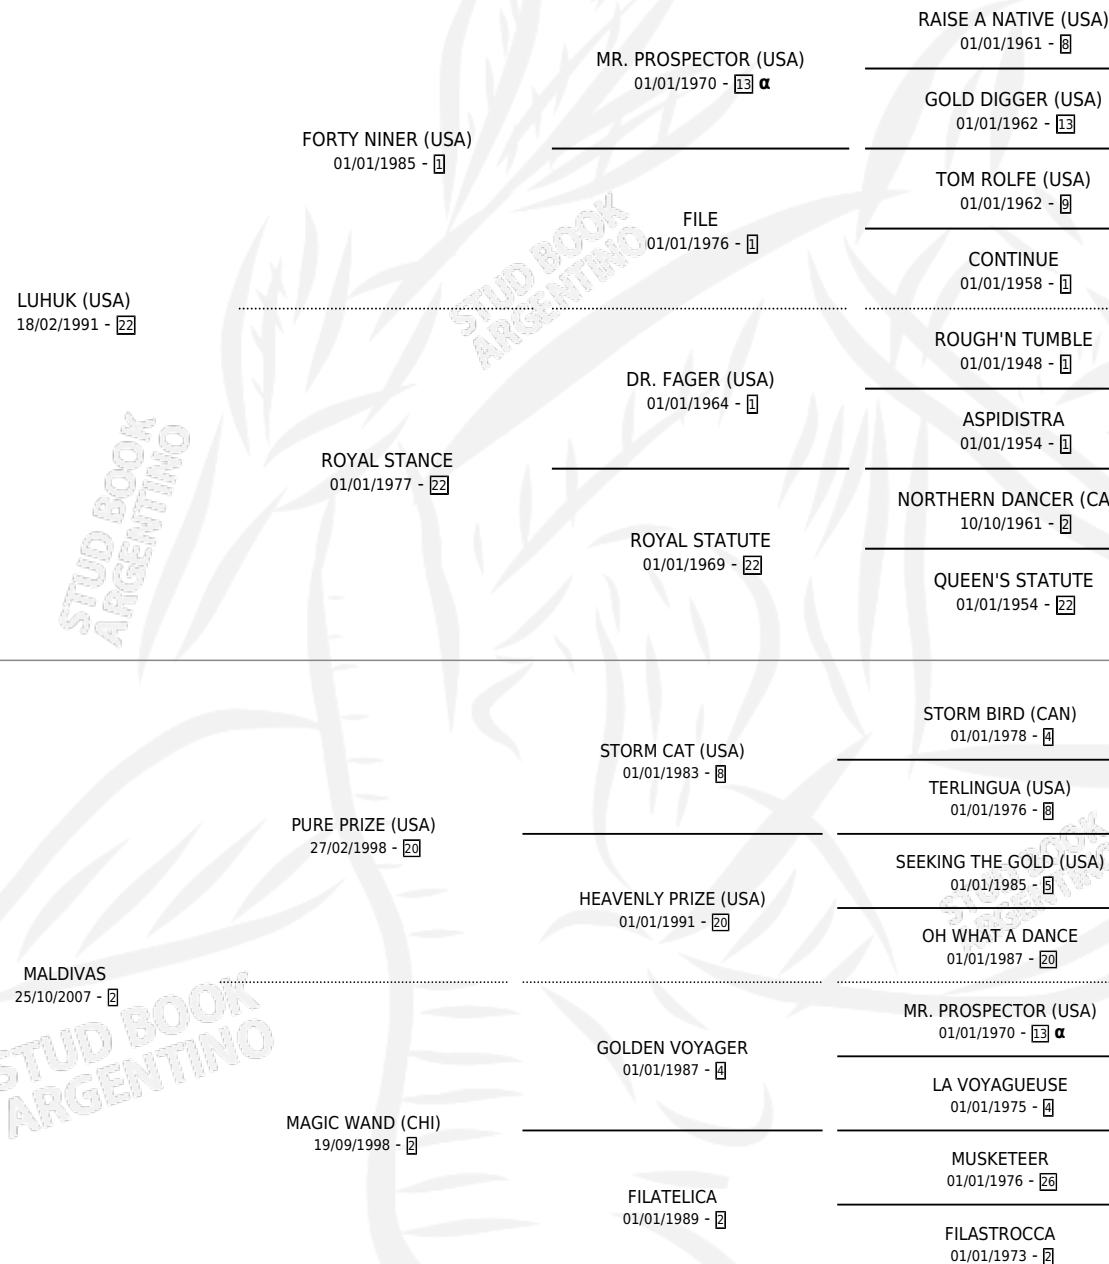 RAISE A NATIVE (USA)
01/01/1961 - 8
MR. PROSPECTOR (USA)
01/01/1970 - 13 α
GOLD DIGGER (USA)
01/01/1962 - 13
FORTY NINER (USA)
01/01/1985 - 1
TOM ROLFE (USA)
01/01/1962 - 9
FILE
01/01/1976 - 1
CONTINUE
01/01/1958 - 1
LUHUK (USA)
18/02/1991 - 22
ROUGH'N TUMBLE
01/01/1948 - 1
DR. FAGER (USA)
01/01/1964 - 1
ASPIDISTRA
01/01/1954 - 1
ROYAL STANCE
01/01/1977 - 22
NORTHERN DANCER (CA
10/10/1961 - 2
ROYAL STATUTE
01/01/1969 - 22
QUEEN'S STATUTE
01/01/1954 - 22
STORM BIRD (CAN)
01/01/1978 - 4
STORM CAT (USA)
01/01/1983 - 8
TERLINGUA (USA)
01/01/1976 - 8
PURE PRIZE (USA)
27/02/1998 - 20
SEEKING THE GOLD (USA)
01/01/1985 - 5
HEAVENLY PRIZE (USA)
01/01/1991 - 20
OH WHAT A DANCE
01/01/1987 - 20
MALDIVAS
25/10/2007 - 2
MR. PROSPECTOR (USA)
01/01/1970 - 13 α
GOLDEN VOYAGER
01/01/1987 - 4
LA VOYAGUEUSE
01/01/1975 - 4
MAGIC WAND (CHI)
19/09/1998 - 2
MUSKETEER
01/01/1976 - 26
FILATELICA
01/01/1989 - 2
FILASTROCCA
01/01/1973 - 2
STUD BOOK
ARGENTINO
STUD BOOK
ARGENTINO
STUD BOOK
ARGENTINO
STUD BOOK
ARGENTINO